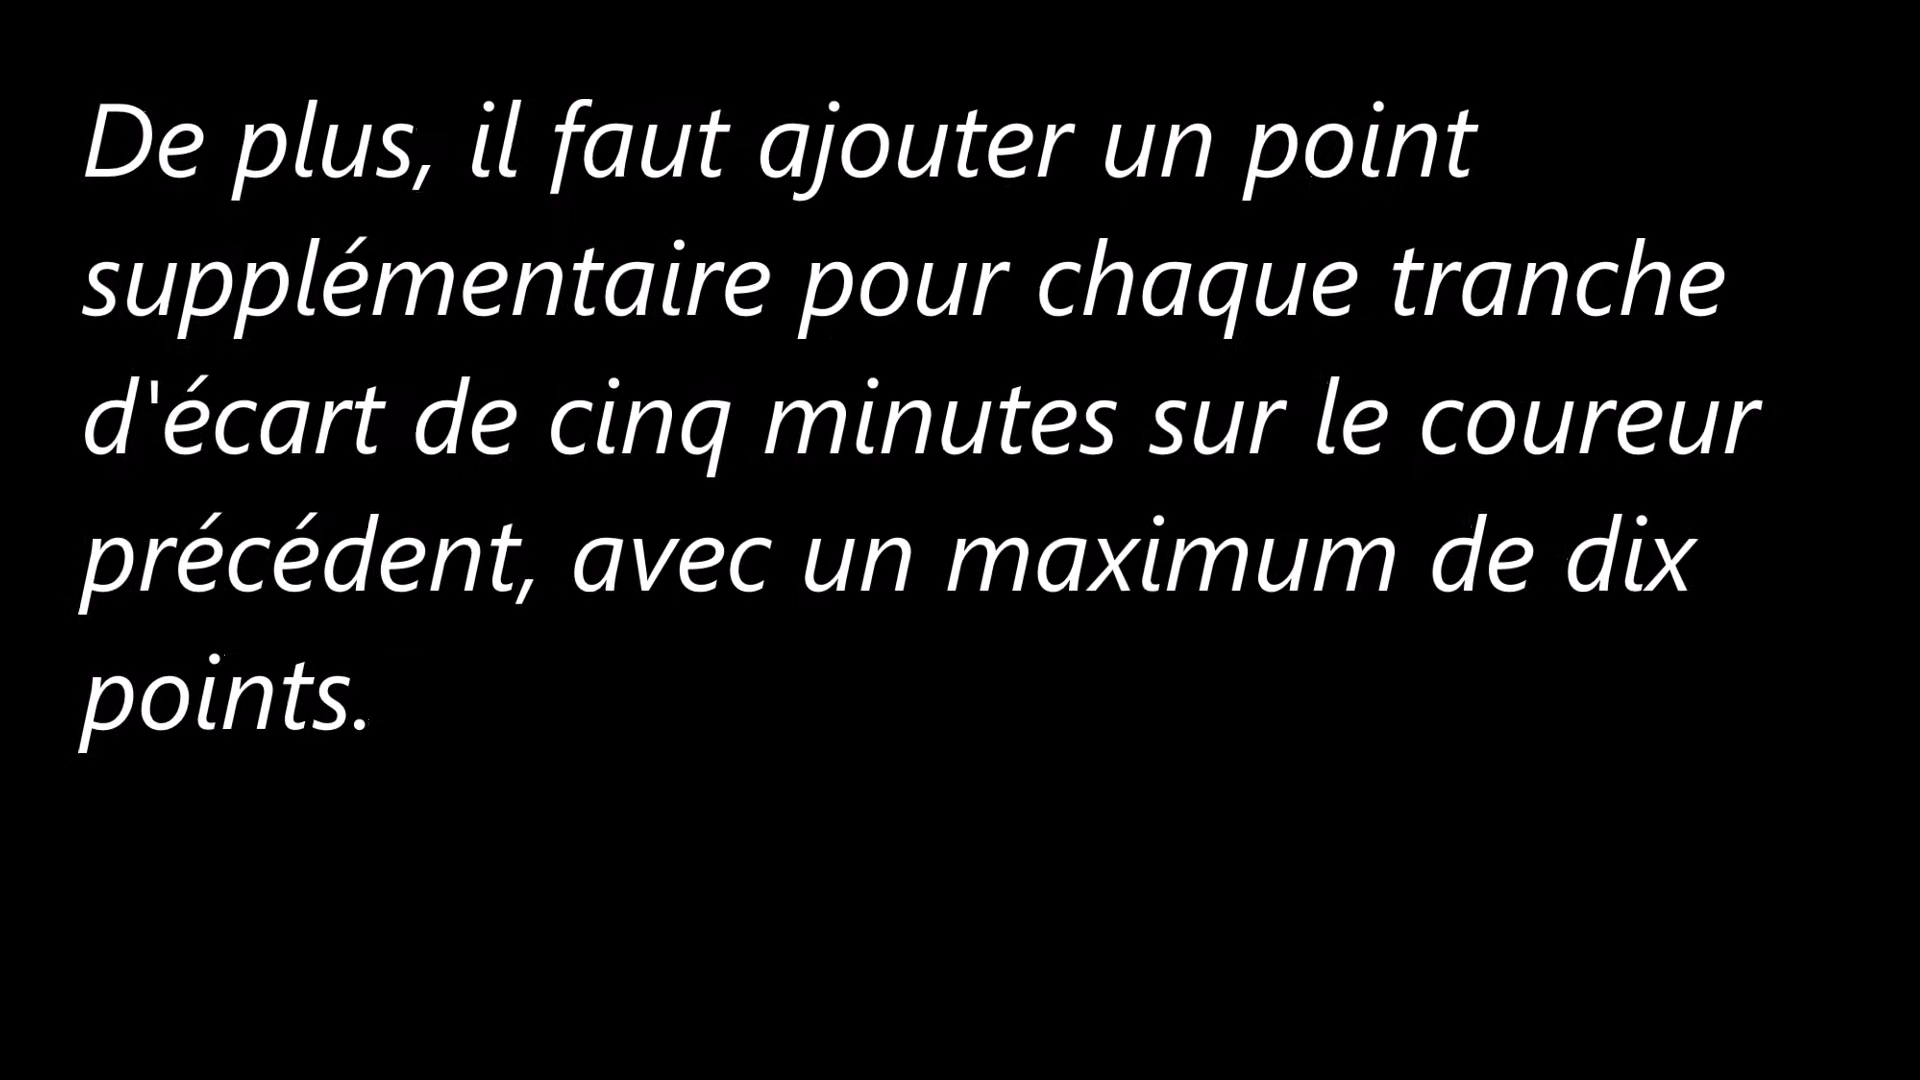 De plus, il faut ajouter un point
supplémentaire pour chaque tranche
d'écart de cinq minutes sur le coureur
précédent, avec un maximum de dix
points.